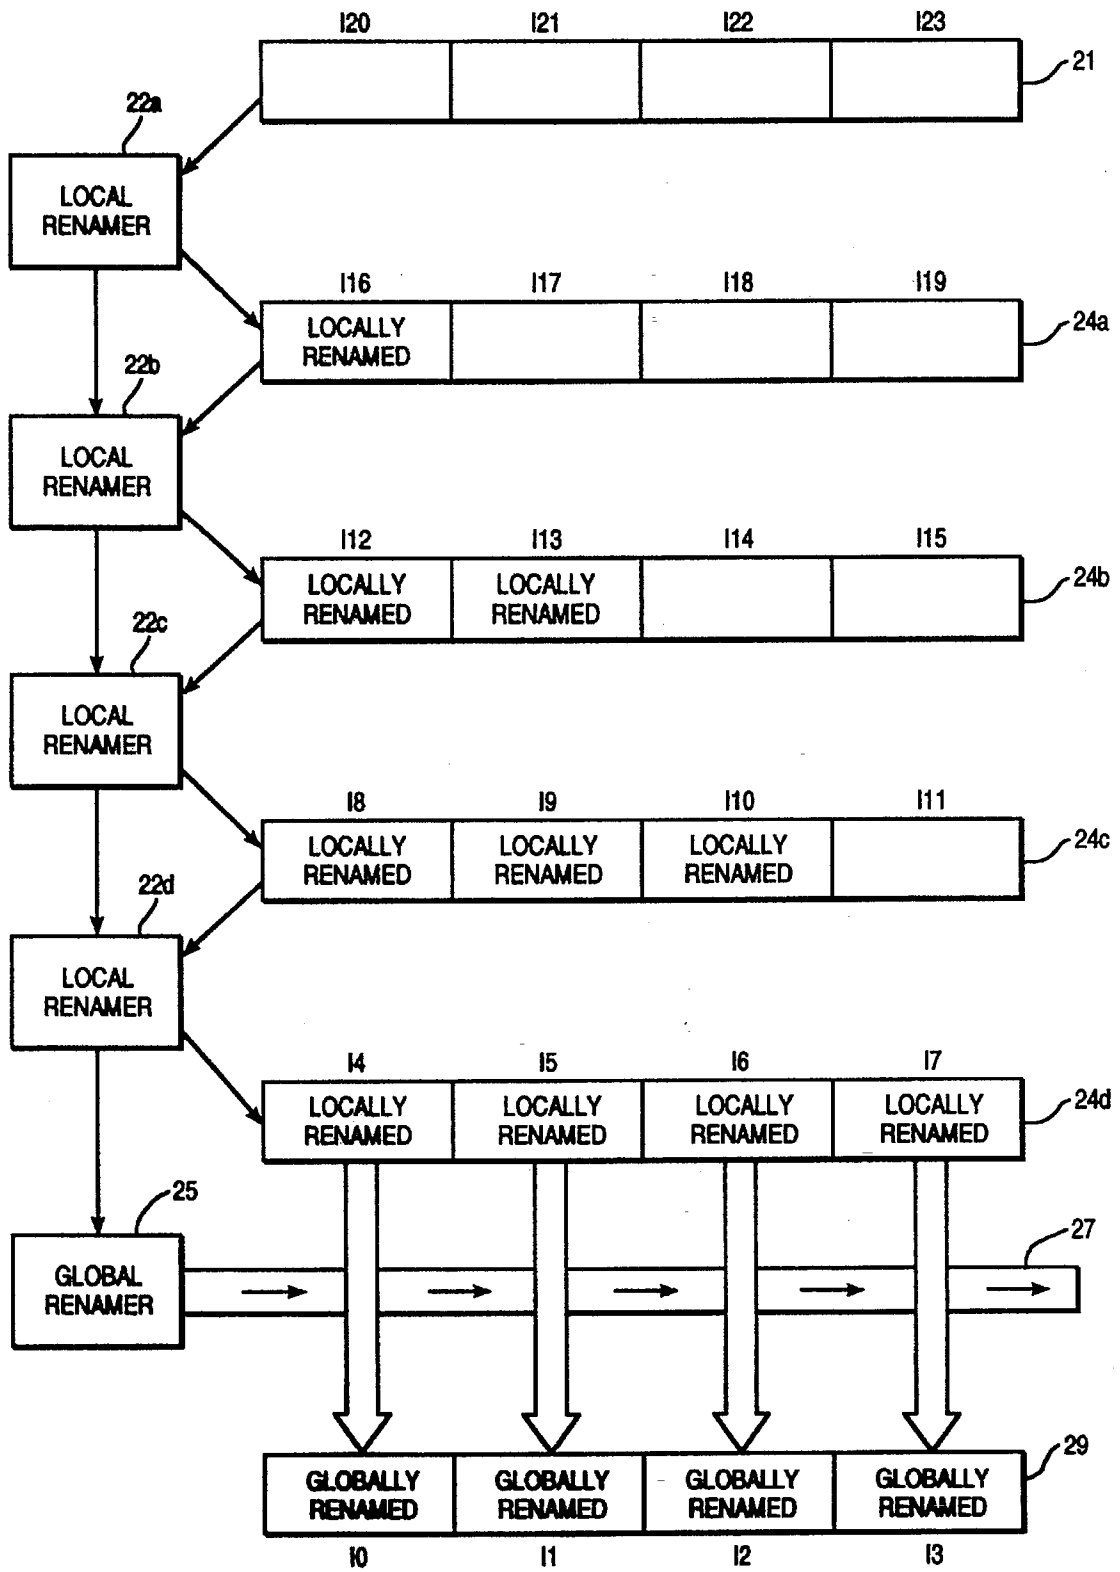 I20 I21 I22 I23
21
22a
LOCAL
RENAMER
I16 I17 I18 I19
LOCALLY
RENAMED
24a
22b
LOCAL
RENAMER
I12 I13 I14 I15
LOCALLY LOCALLY
RENAMED RENAMED
24b
22c
LOCAL
RENAMER
I8 I9 I10 I11
LOCALLY LOCALLY LOCALLY
RENAMED RENAMED RENAMED
24c
22d
LOCAL
RENAMER
I4 I5 I6 I7
LOCALLY LOCALLY LOCALLY LOCALLY
RENAMED RENAMED RENAMED RENAMED
24d
25
GLOBAL
RENAMER
27
29
GLOBALLY GLOBALLY GLOBALLY GLOBALLY
RENAMED RENAMED RENAMED RENAMED
I0 I1 I2 I3